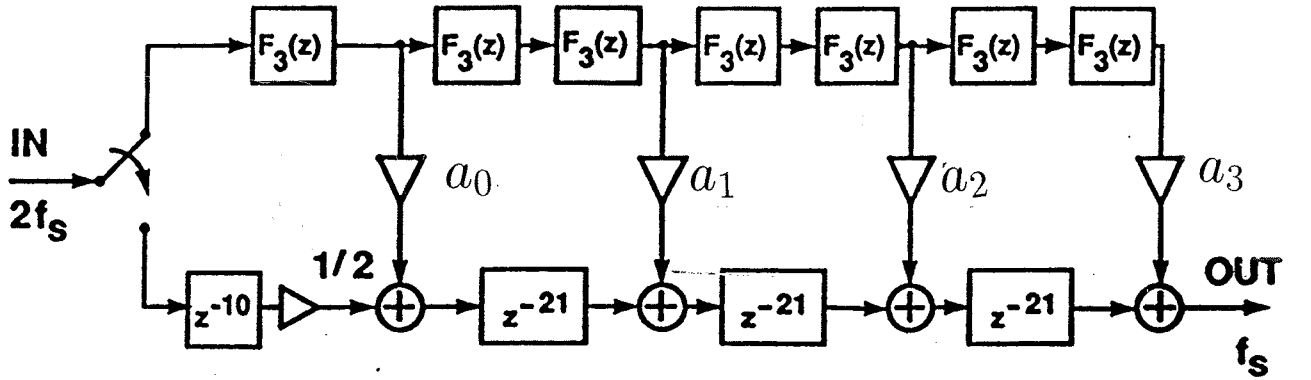 F₃(z) F₃(z) F₃(z) F₃(z) F₃(z) F₃(z) F₃(z)
IN
2fₛ
a₀ a₁ a₂ a₃
1/2
z⁻¹⁰ z⁻²¹ z⁻²¹ z⁻²¹
OUT
fₛ